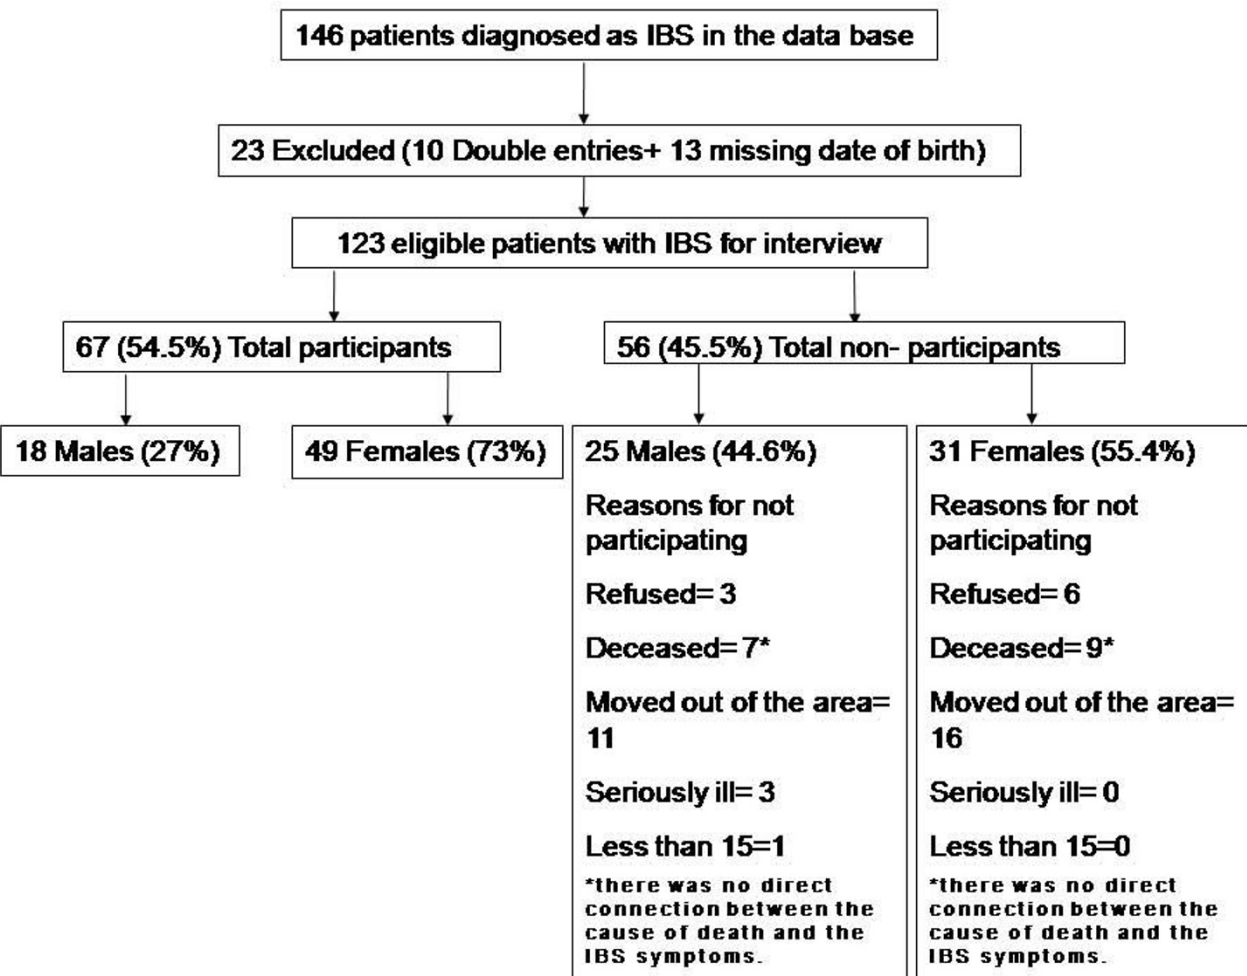 146 patients diagnosed as IBS in the data base
23 Excluded (10 Double entries+ 13 missing date of birth)
123 eligible patients with IBS for interview
67 (54.5%) Total participants
56 (45.5%) Total non- participants
18 Males (27%)
49 Females (73%)
25 Males (44.6%)
Reasons for not
participating
Refused= 3
Deceased= 7*
Moved out of the area=
11
Seriously ill= 3
Less than 15=1
*there was no direct
connection between the
cause of death and the
IBS symptoms.
31 Females (55.4%)
Reasons for not
participating
Refused= 6
Deceased= 9*
Moved out of the area=
16
Seriously ill= 0
Less than 15=0
*there was no direct
connection between the
cause of death and the
IBS symptoms.